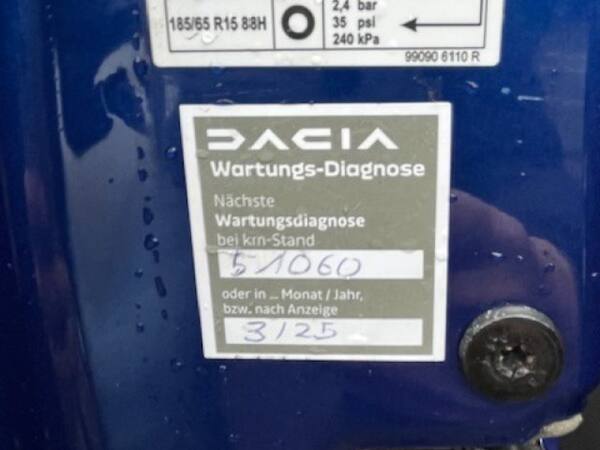 185/65 R15 88H
2,4 bar
35 psi
240 kPa
99090 6110 R
DACIA
Wartungs-Diagnose
Nächste
Wartungsdiagnose
bei km-Stand
51060
oder in ... Monat / Jahr,
bzw. nach Anzeige
3/25